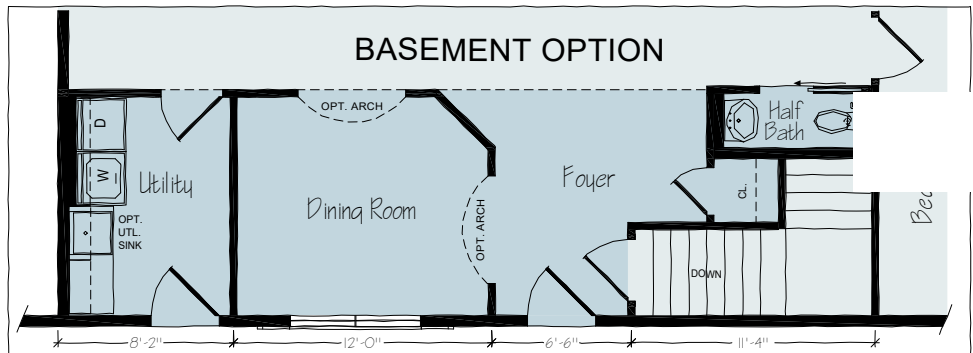 BASEMENT OPTION
OPT. ARCH
D
W
Utility
OPT.
UTL.
SINK
Dining Room
OPT. ARCH
Foyer
Half
Bath
CL.
DOWN
8'-2"
12'-0"
6'-6"
11'-4"